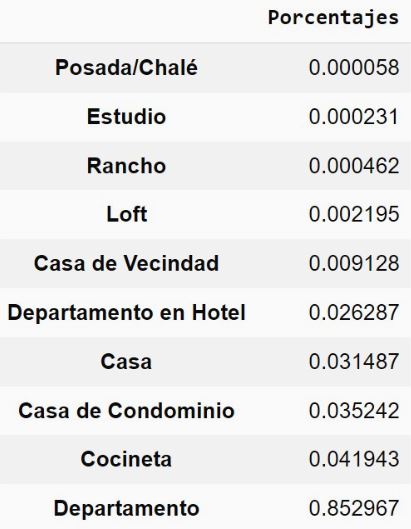 Porcentajes
Posada/Chalé 0.000058
Estudio 0.000231
Rancho 0.000462
Loft 0.002195
Casa de Vecindad 0.009128
Departamento en Hotel 0.026287
Casa 0.031487
Casa de Condominio 0.035242
Cocineta 0.041943
Departamento 0.852967